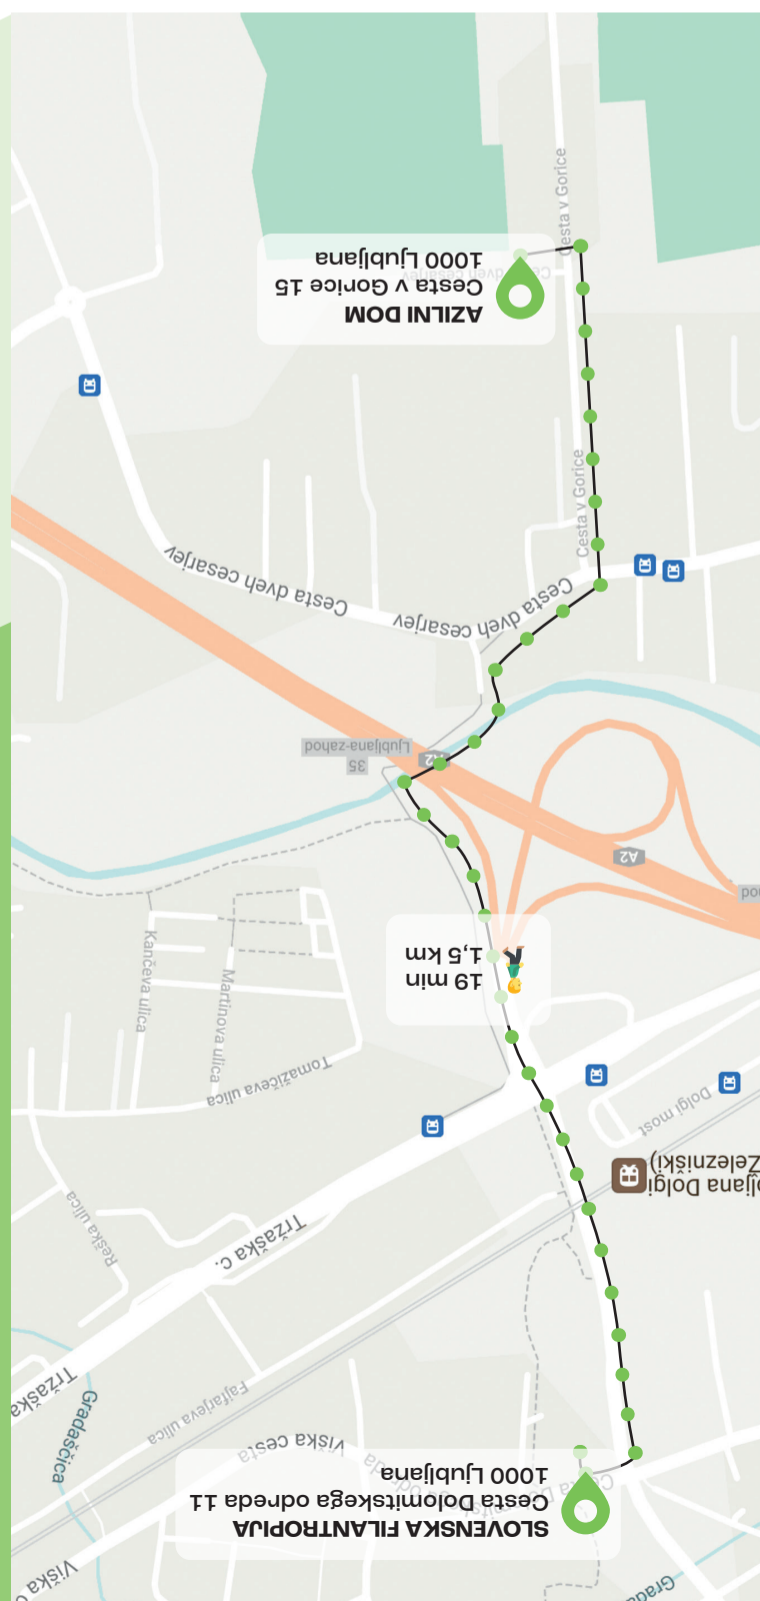 SLOVENSKA FILANTROPIJA
Cesta Dolomitskega odreda 11
1000 Ljubljana
Gradaš
Viška c
Viška cesta
Gradaščica
Fajfarjeva ulica
Tržaška
Tržaška c.
Reška ulica
Ljubljana Dolgi
Železniški)
Dolgi most
Tomažičeva ulica
Martinova ulica
Kančeva ulica
19 min
1,5 km
A2
hod
35
Ljubljana-zahod
A2
Cesta dveh cesarjev
Cesta dveh cesarjev
Cesta dveh cesarjev
Cesta v Gorice
AZILNI DOM
Cesta v Gorice 15
1000 Ljubljana
Cesta v Gorice